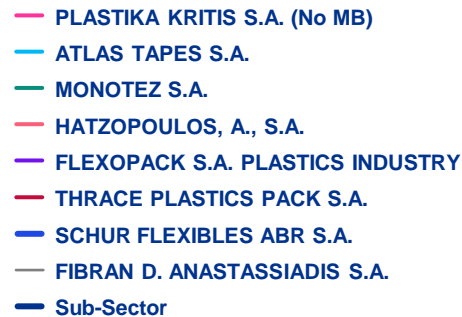 PLASTIKA KRITIS S.A. (No MB)
ATLAS TAPES S.A.
MONOTEZ S.A.
HATZOPOULOS, A., S.A.
FLEXOPACK S.A. PLASTICS INDUSTRY
THRACE PLASTICS PACK S.A.
SCHUR FLEXIBLES ABR S.A.
FIBRAN D. ANASTASSIADIS S.A.
Sub-Sector